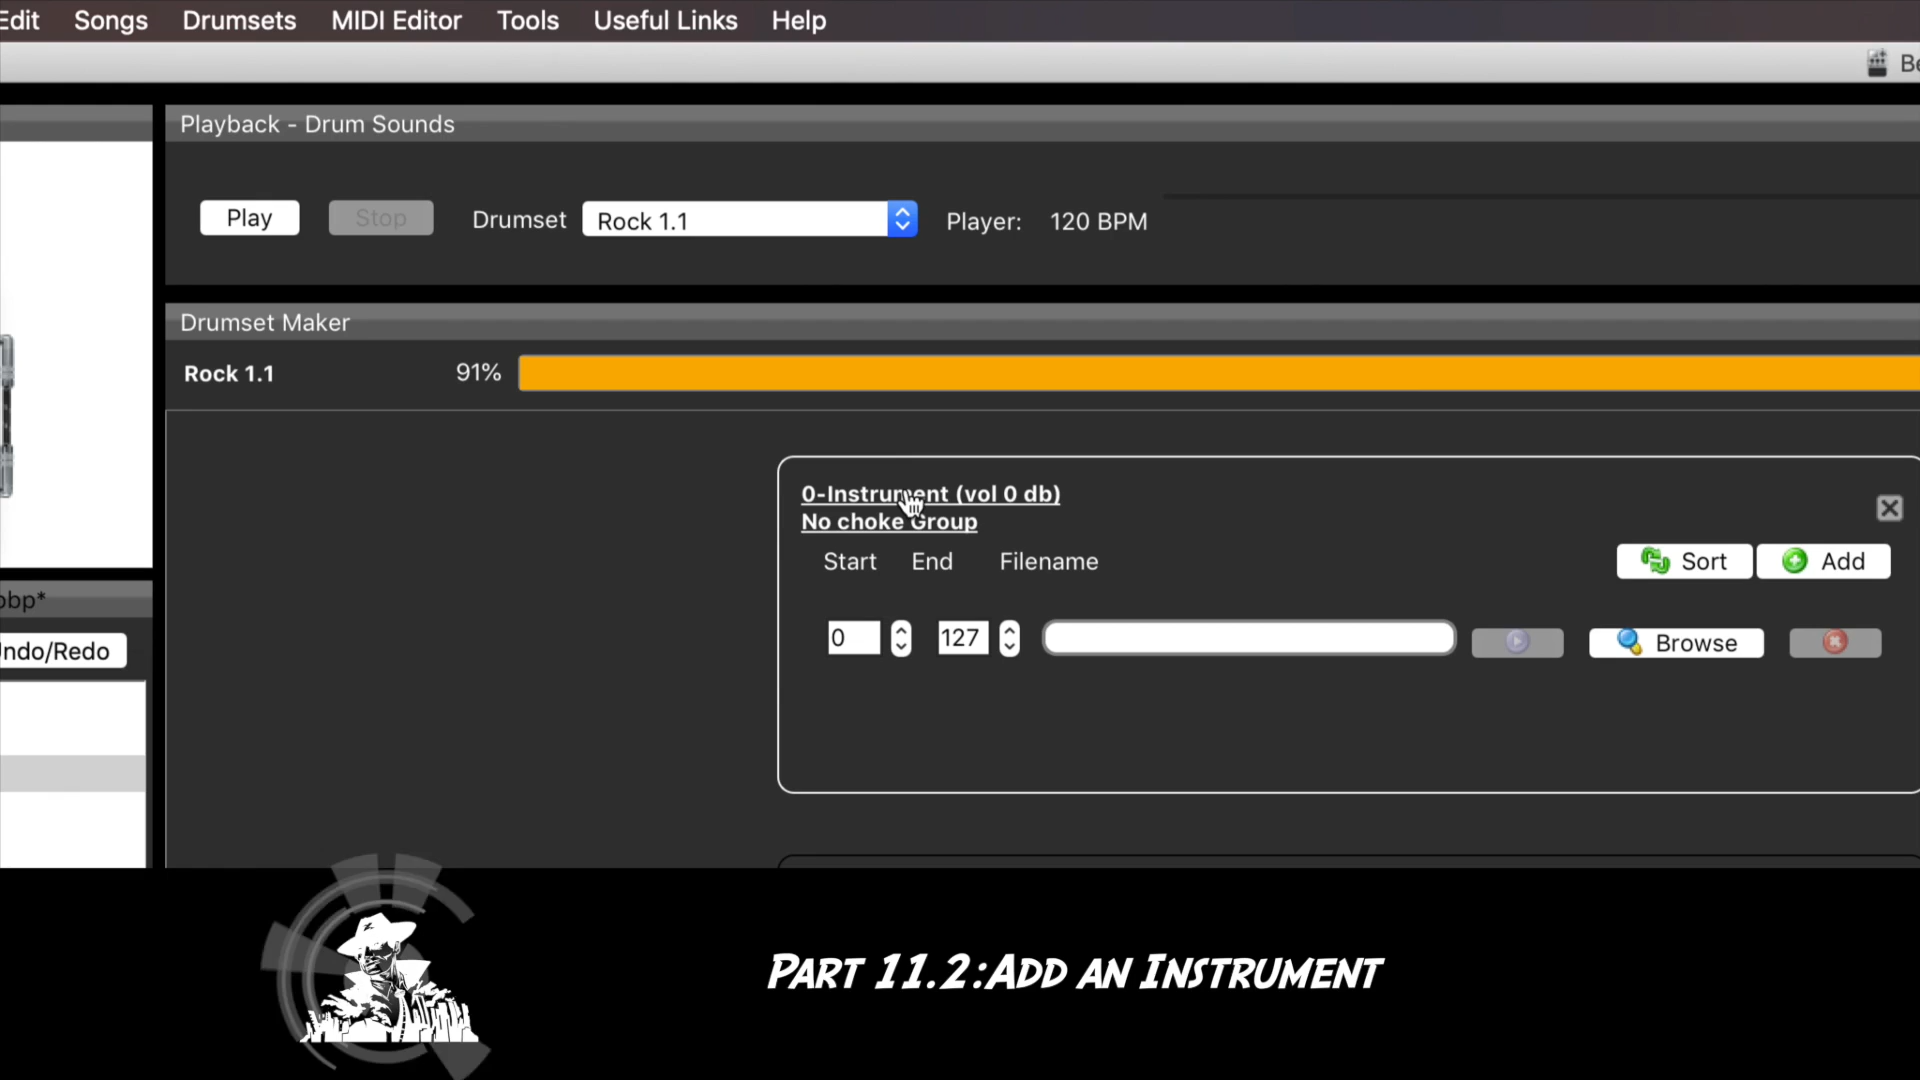 Edit Songs Drumsets MIDI Editor Tools Useful Links Help
Be
Playback - Drum Sounds
Play Stop Drumset Rock 1.1 Player: 120 BPM
Drumset Maker
Rock 1.1 91%
0-Instrument (vol 0 db)
No choke Group
Start End Filename Sort Add
0 127 Browse
bbp*
Undo/Redo
Part 11.2:Add an Instrument